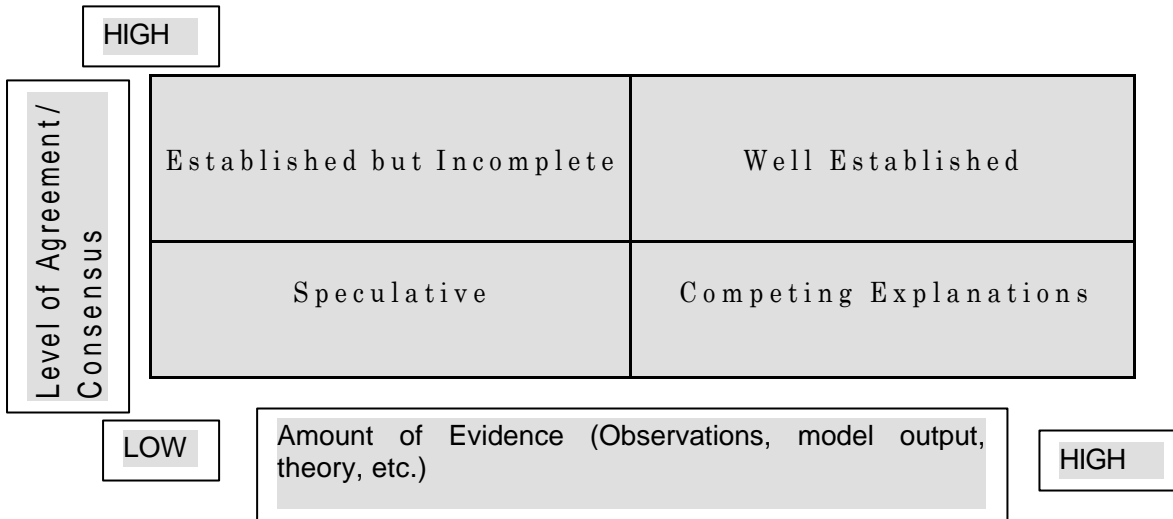 HIGH
Level of Agreement/
Consensus
Established but Incomplete
Well Established
Speculative
Competing Explanations
LOW
Amount of Evidence (Observations, model output,
theory, etc.)
HIGH